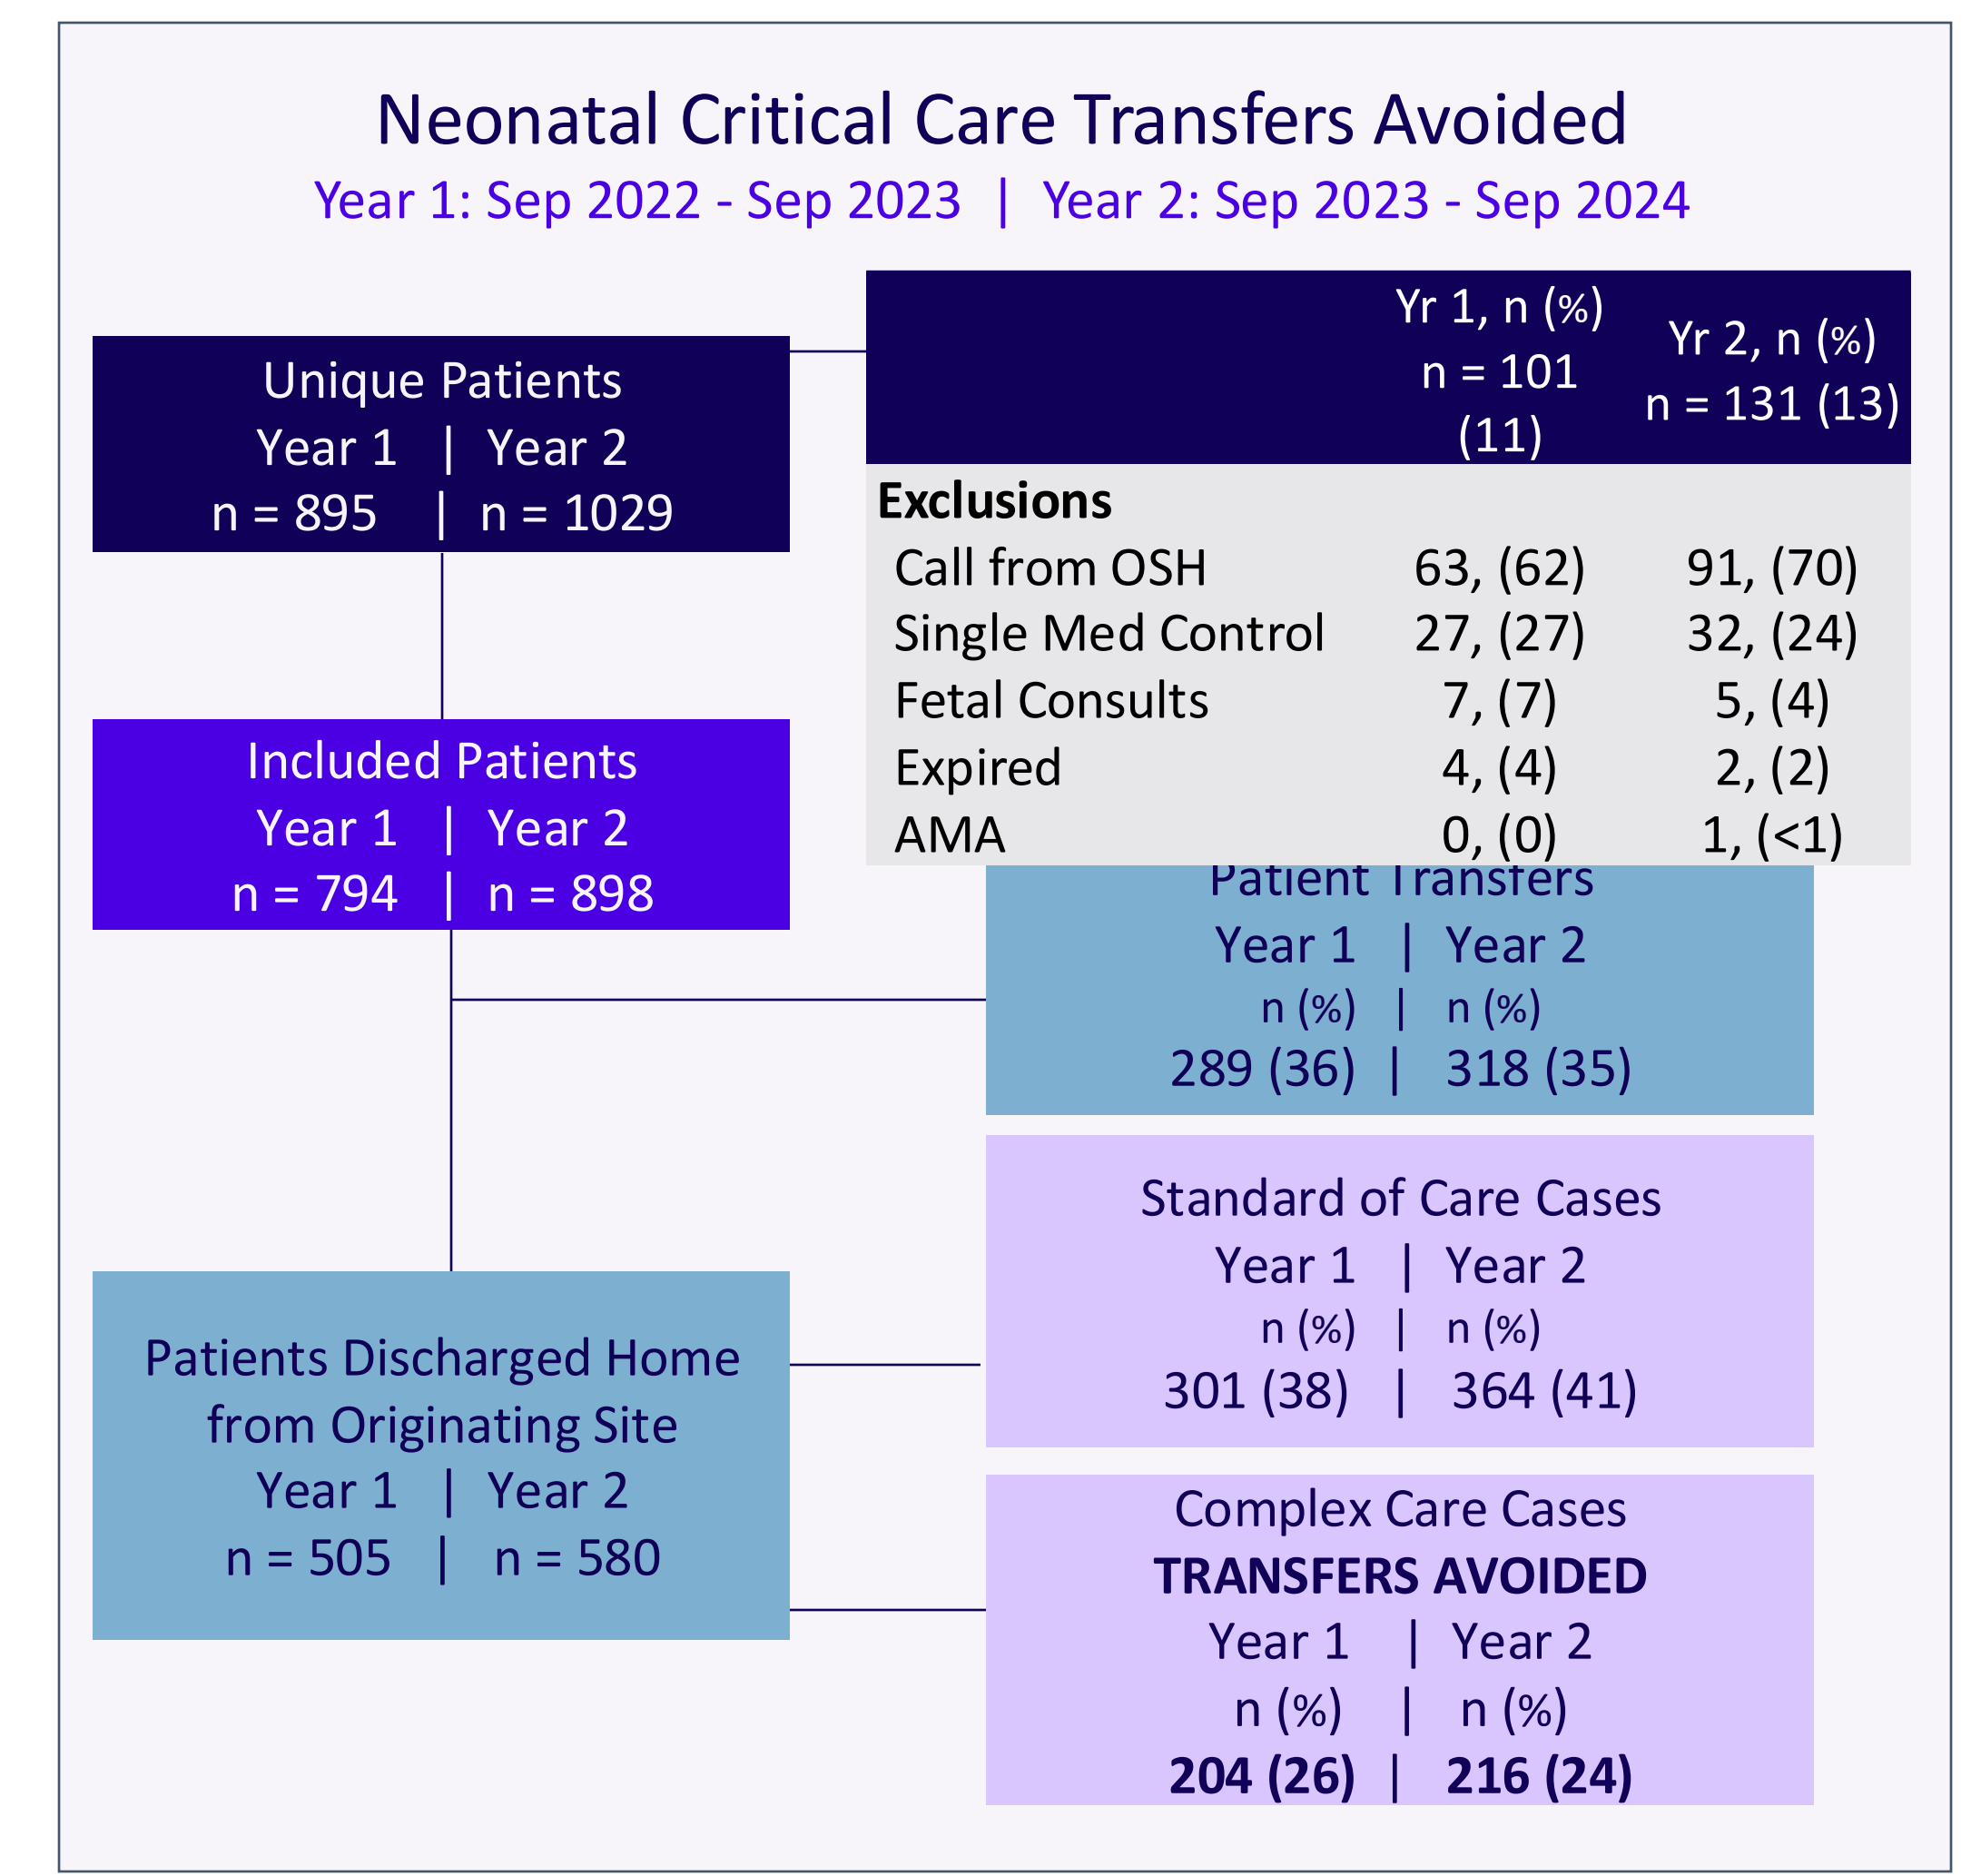 Neonatal Critical Care Transfers Avoided
Year 1: Sep 2022 - Sep 2023 | Year 2: Sep 2023 - Sep 2024
Unique Patients
Year 1 | Year 2
n = 895 | n = 1029
Yr 1, n (%)
n = 101
(11)
Yr 2, n (%)
n = 131 (13)
Exclusions
Call from OSH 63, (62) 91, (70)
Single Med Control 27, (27) 32, (24)
Fetal Consults 7, (7) 5, (4)
Expired 4, (4) 2, (2)
AMA 0, (0) 1, (<1)
Included Patients
Year 1 | Year 2
n = 794 | n = 898
Patient Transfers
Year 1 | Year 2
n (%) | n (%)
289 (36) | 318 (35)
Standard of Care Cases
Year 1 | Year 2
n (%) | n (%)
301 (38) | 364 (41)
Patients Discharged Home
from Originating Site
Year 1 | Year 2
n = 505 | n = 580
Complex Care Cases
TRANSFERS AVOIDED
Year 1 | Year 2
n (%) | n (%)
204 (26) | 216 (24)